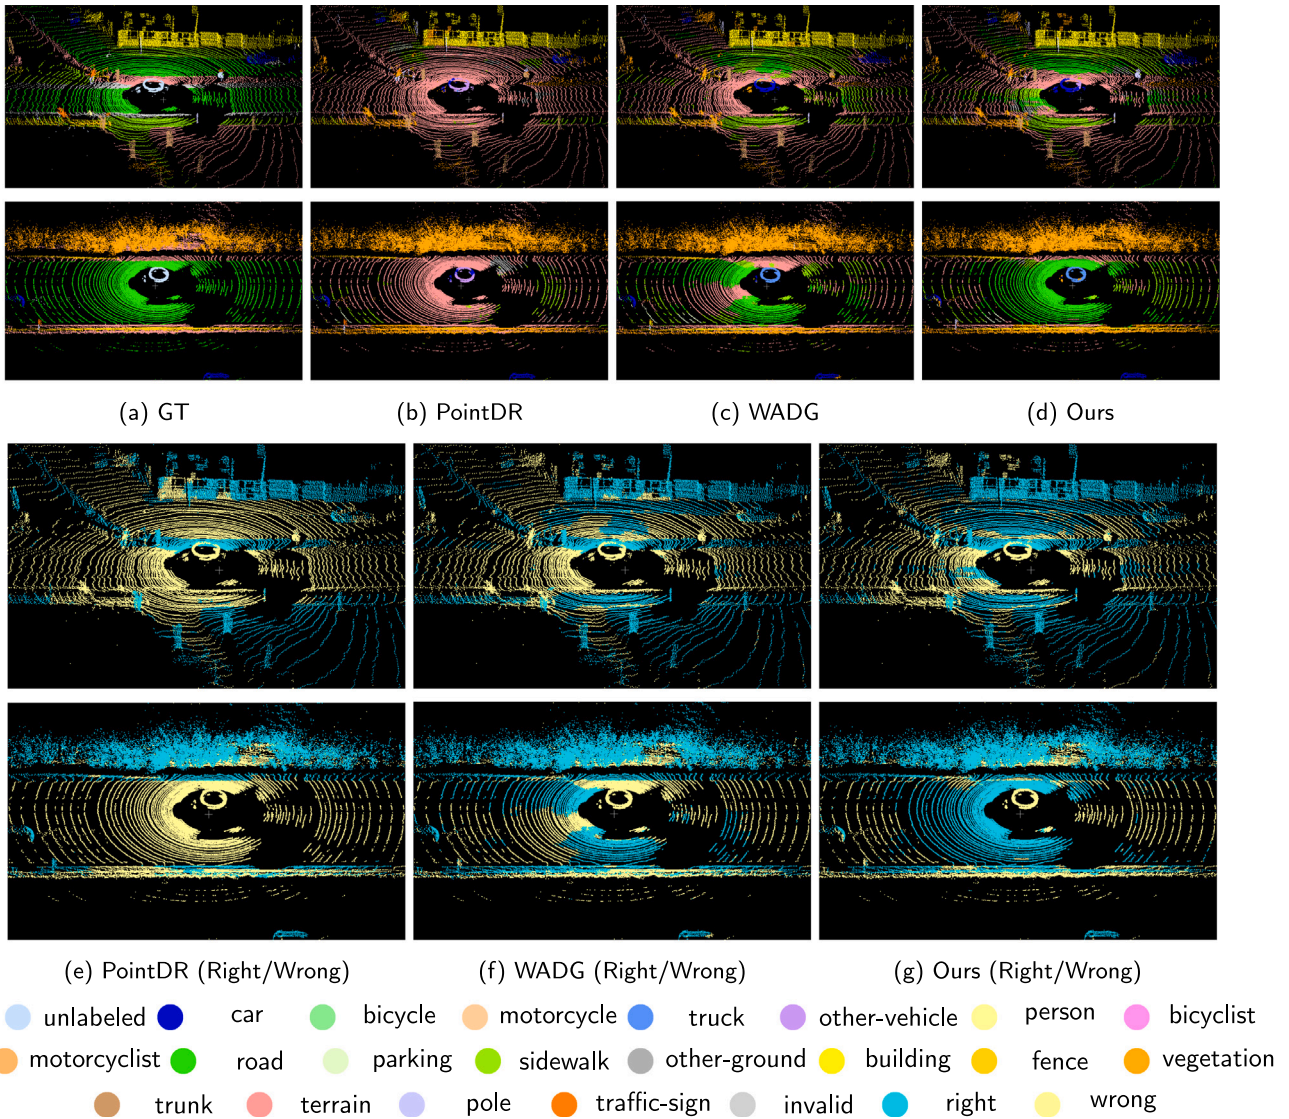 (a) GT
(b) PointDR
(c) WADG
(d) Ours
(e) PointDR (Right/Wrong)
(f) WADG (Right/Wrong)
(g) Ours (Right/Wrong)
unlabeled car bicycle motorcycle truck other-vehicle person bicyclist
motorcyclist road parking sidewalk other-ground building fence vegetation
trunk terrain pole traffic-sign invalid right wrong